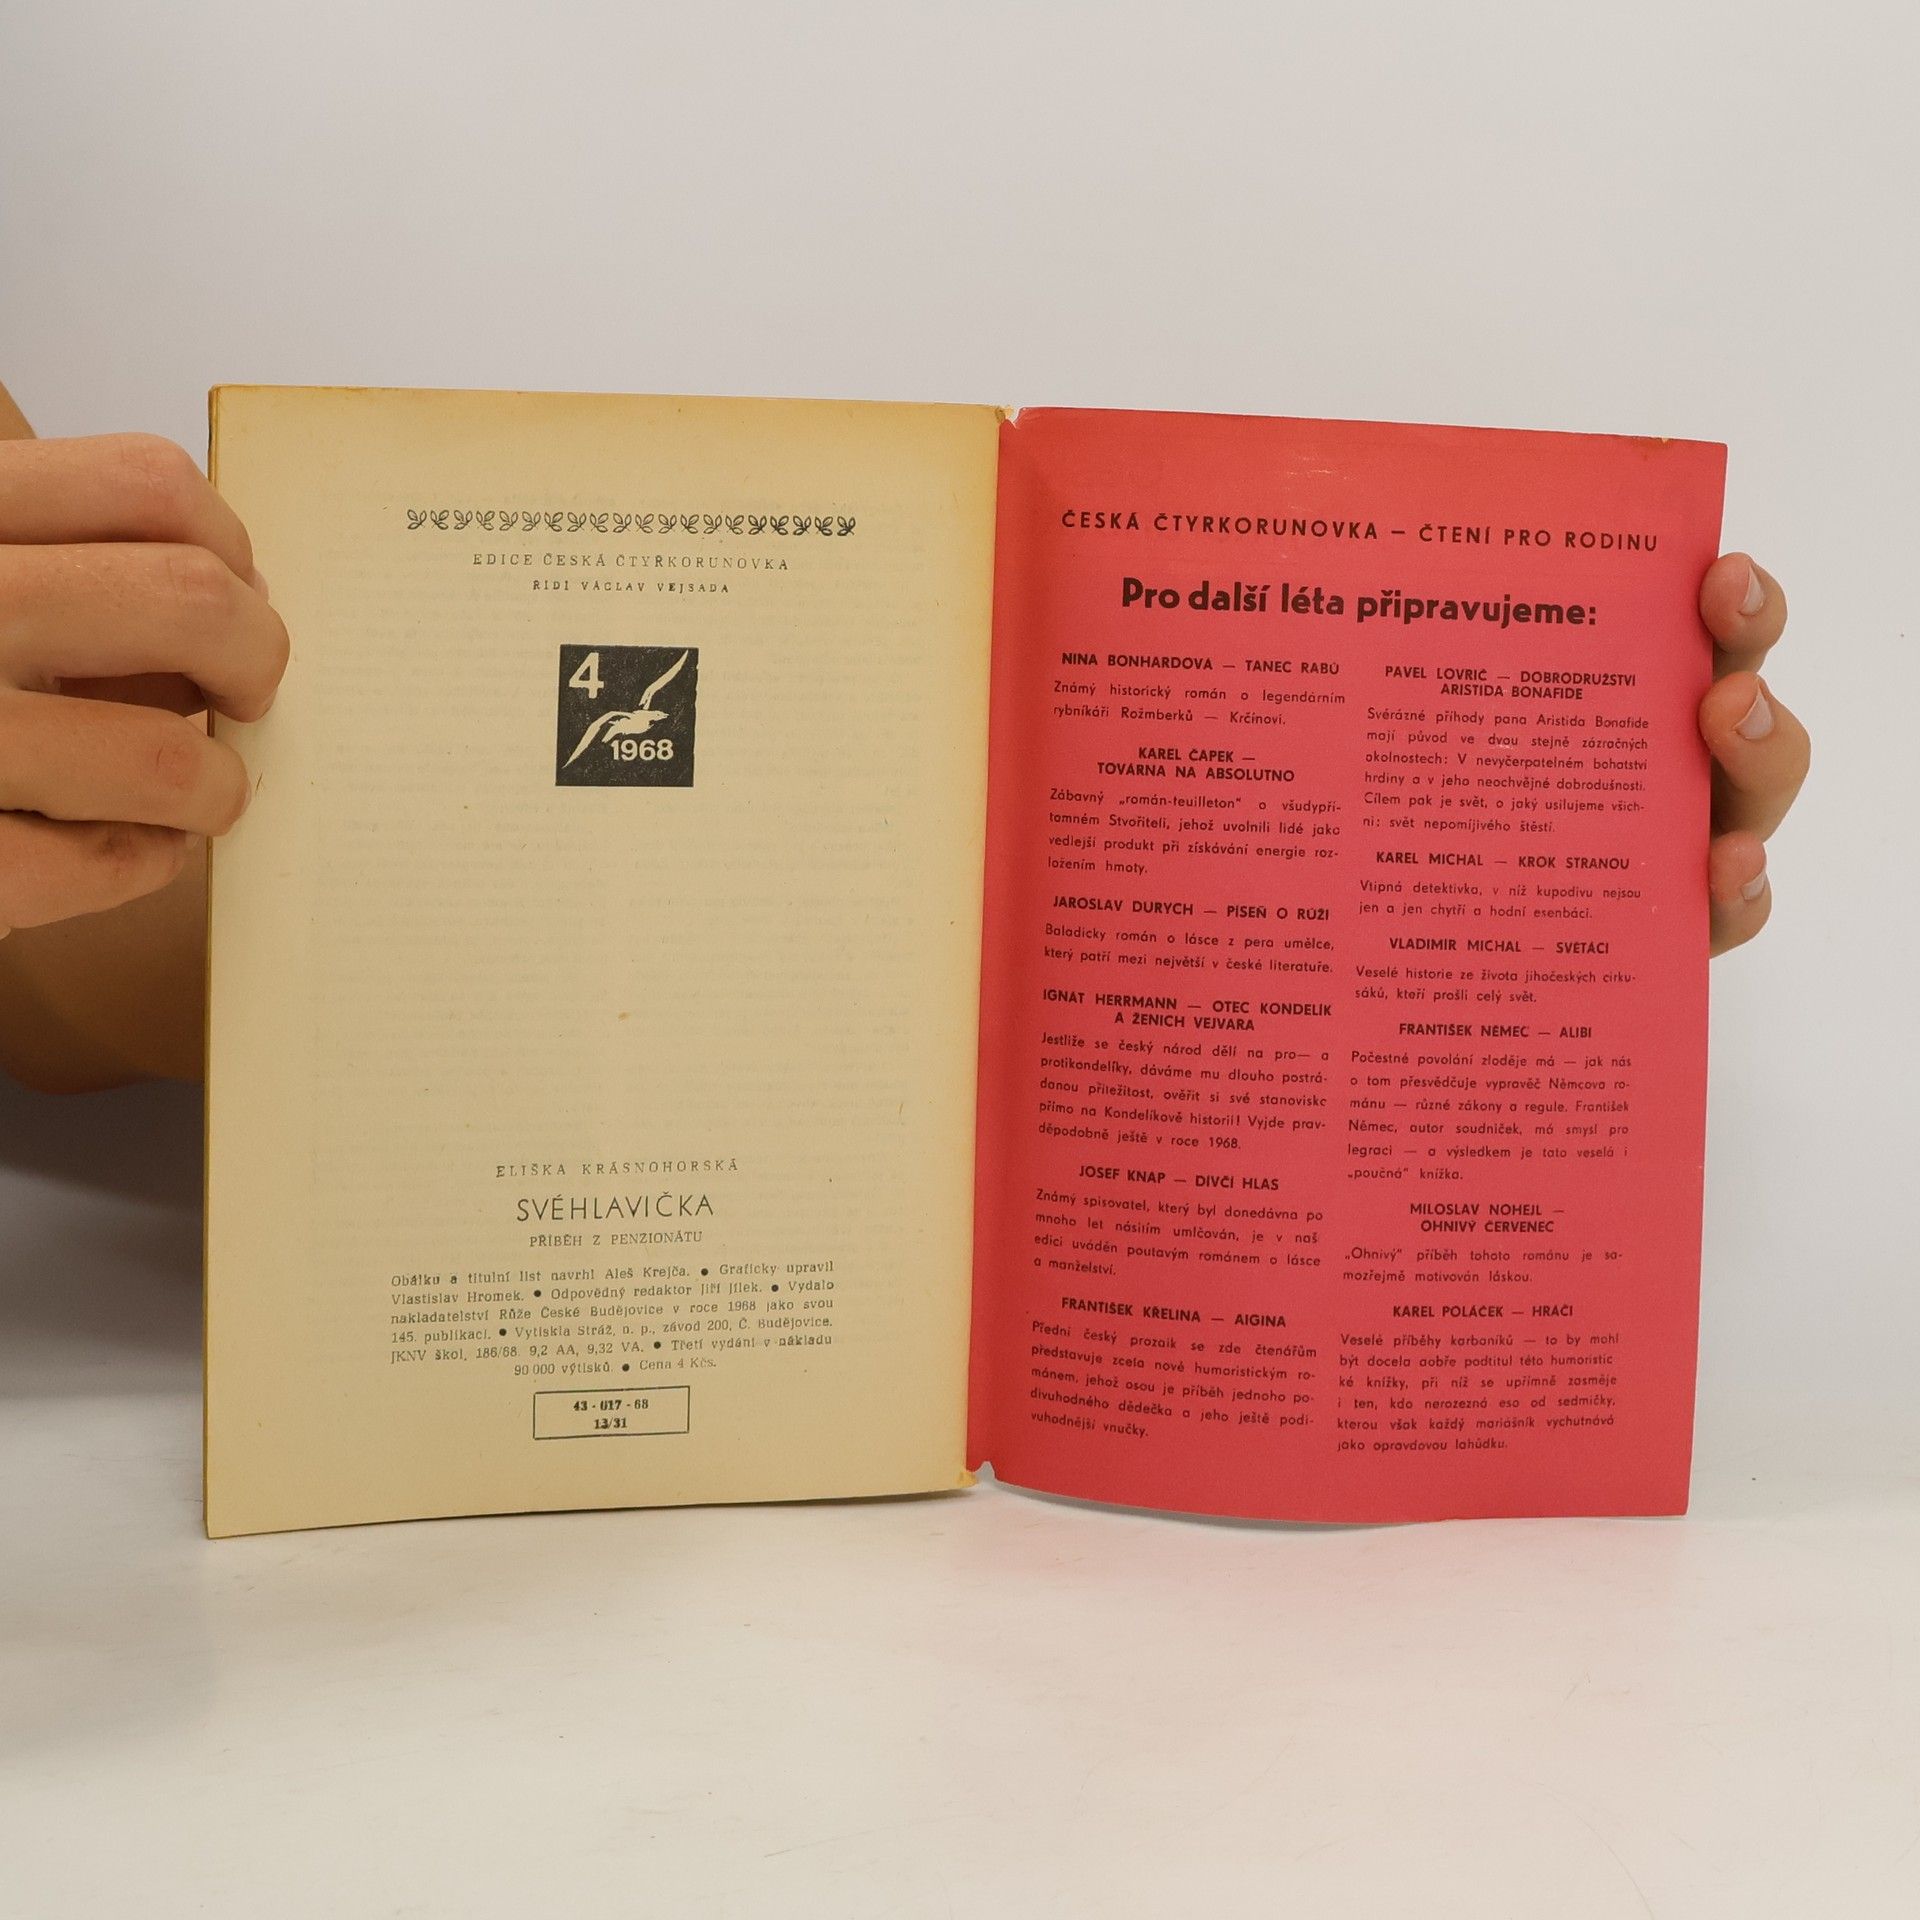 EDICE ČESKÁ ČTYŘKORUNOVKA
ŘÍDÍ VÁCLAV VEJSADA
4
1968
ELIŠKA KRÁSNOHORSKÁ
SVÉHLAVIČKA
PŘÍBĚH Z PENZIONÁTU
Obálku a titulní list navrhl Aleš Krejča. ● Graficky upravil
Vlastislav Hromek. ● Odpovědný redaktor Jiří Jílek. ● Vydalo
nakladatelství Růže České Budějovice v roce 1968 jako svou
145. publikaci. ● Vytiskla Stráž, n. p., závod 200, Č. Budějovice.
JKNV škol. 186/68. 9,2 AA, 9,32 VA. ● Třetí vydání v nákladu
90 000 výtisků. ● Cena 4 Kčs.
43 - 017 - 68
13/31
ČESKÁ ČTYRKORUNOVKA — ČTENÍ PRO RODINU
Pro další léta připravujeme:
NINA BONHARDOVÁ — TANEC RABŮ
Známý historický román o legendárním
rybníkáři Rožmberků — Krčínovi.
KAREL ČAPEK —
TOVÁRNA NA ABSOLUTNO
Zábavný „román-feuilleton“ o všudypří-
tomném Stvořiteli, jehož uvolnili lidé jako
vedlejší produkt při získávání energie roz-
ložením hmoty.
JAROSLAV DURYCH — PÍSEŇ O RŮŽI
Baladický román o lásce z pera umělce,
který patří mezi největší v české literatuře.
IGNÁT HERRMANN — OTEC KONDELÍK
A ŽENICH VEJVARA
Jestliže se český národ dělí na pro— a
protikondelíky, dáváme mu dlouho postrá-
danou příležitost, ověřit si své stanovisko
přímo na Kondelíkově historii! Vyjde prav-
děpodobně ještě v roce 1968.
JOSEF KNAP — DÍVČÍ HLAS
Známý spisovatel, který byl donedávna po
mnoho let násilím umlčován, je v naší
edici uváděn poutavým románem o lásce
a manželství.
FRANTIŠEK KŘELINA — AIGINA
Přední český prozaik se zde čtenářům
představuje zcela nově humoristickým ro-
mánem, jehož osou je příběh jednoho po-
divuhodného dědečka a jeho ještě podi-
vuhodnější vnučky.
PAVEL LOVRIČ — DOBRODRUŽSTVÍ
ARISTIDA BONAFIDE
Svérázné příhody pana Aristida Bonafide
mají původ ve dvou stejně zázračných
okolnostech: V nevyčerpatelném bohatství
hrdiny a v jeho neochvějné dobrodušnosti.
Cílem pak je svět, o jaký usilujeme všich-
ni: svět nepomíjivého štěstí.
KAREL MICHAL — KROK STRANOU
Vtipná detektivka, v níž kupodivu nejsou
jen a jen chytří a hodní esenbáci.
VLADIMÍR MICHAL — SVĚTÁCI
Veselé historie ze života jihočeských cirku-
sáků, kteří prošli celý svět.
FRANTIŠEK NĚMEC — ALIBI
Počestné povolání zloděje má — jak nás
o tom přesvědčuje vypravěč Němcova ro-
mánu — různé zákony a regule. František
Němec, autor soudniček, má smysl pro
legraci — a výsledkem je tato veselá i
„poučná“ knížka.
MILOSLAV NOHEJL —
OHNIVÝ ČERVENEC
„Ohnivý“ příběh tohoto románu je sa-
mozřejmě motivován láskou.
KAREL POLÁČEK — HRÁČI
Veselé příběhy karbaníků — to by mohl
být docela dobře podtitul této humoristic
ké knížky, při níž se upřímně zasměje
i ten, kdo nerozezná eso od sedmičky,
kterou však každý mariášník vychutnává
jako opravdovou lahůdku.